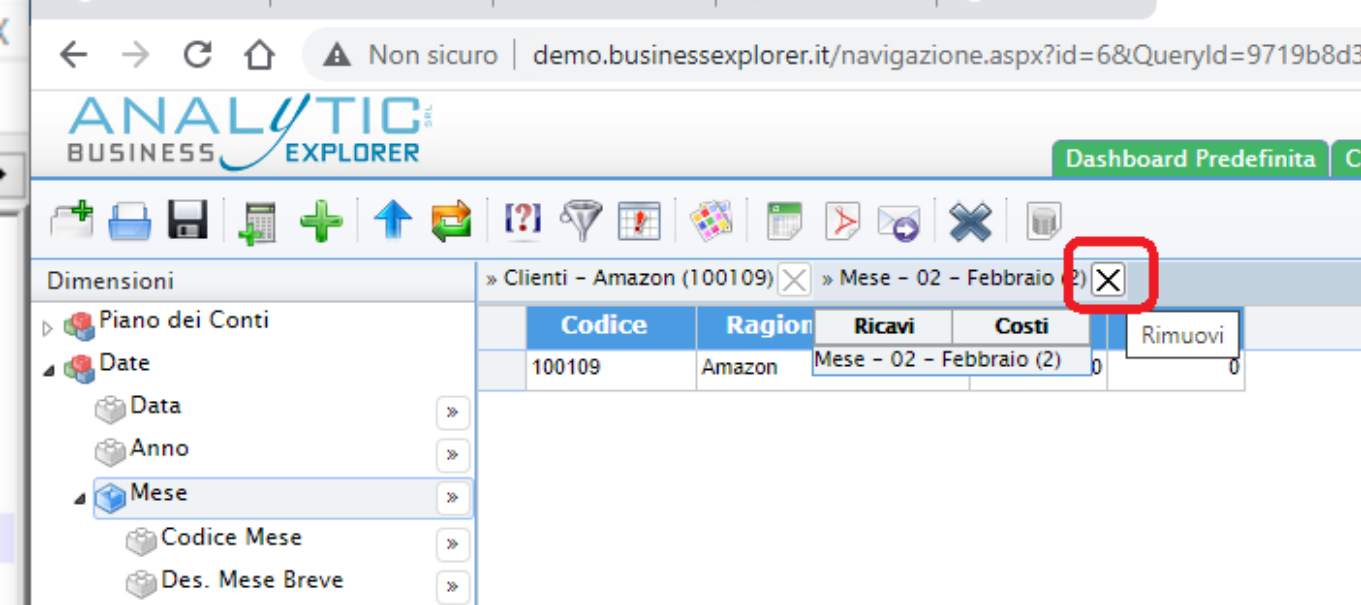 Non sicuro | demo.businessexplorer.it/navigazione.aspx?id=6&QueryId=9719b8d3
ANALYTIC SRL
BUSINESS EXPLORER
Dashboard Predefinita
Dimensioni
» Clienti - Amazon (100109) » Mese - 02 - Febbraio (2)
Piano dei Conti
Codice Ragion Ricavi Costi Rimuovi
Date
100109 Amazon Mese - 02 - Febbraio (2) 0 0
Data »
Anno »
Mese »
Codice Mese »
Des. Mese Breve »